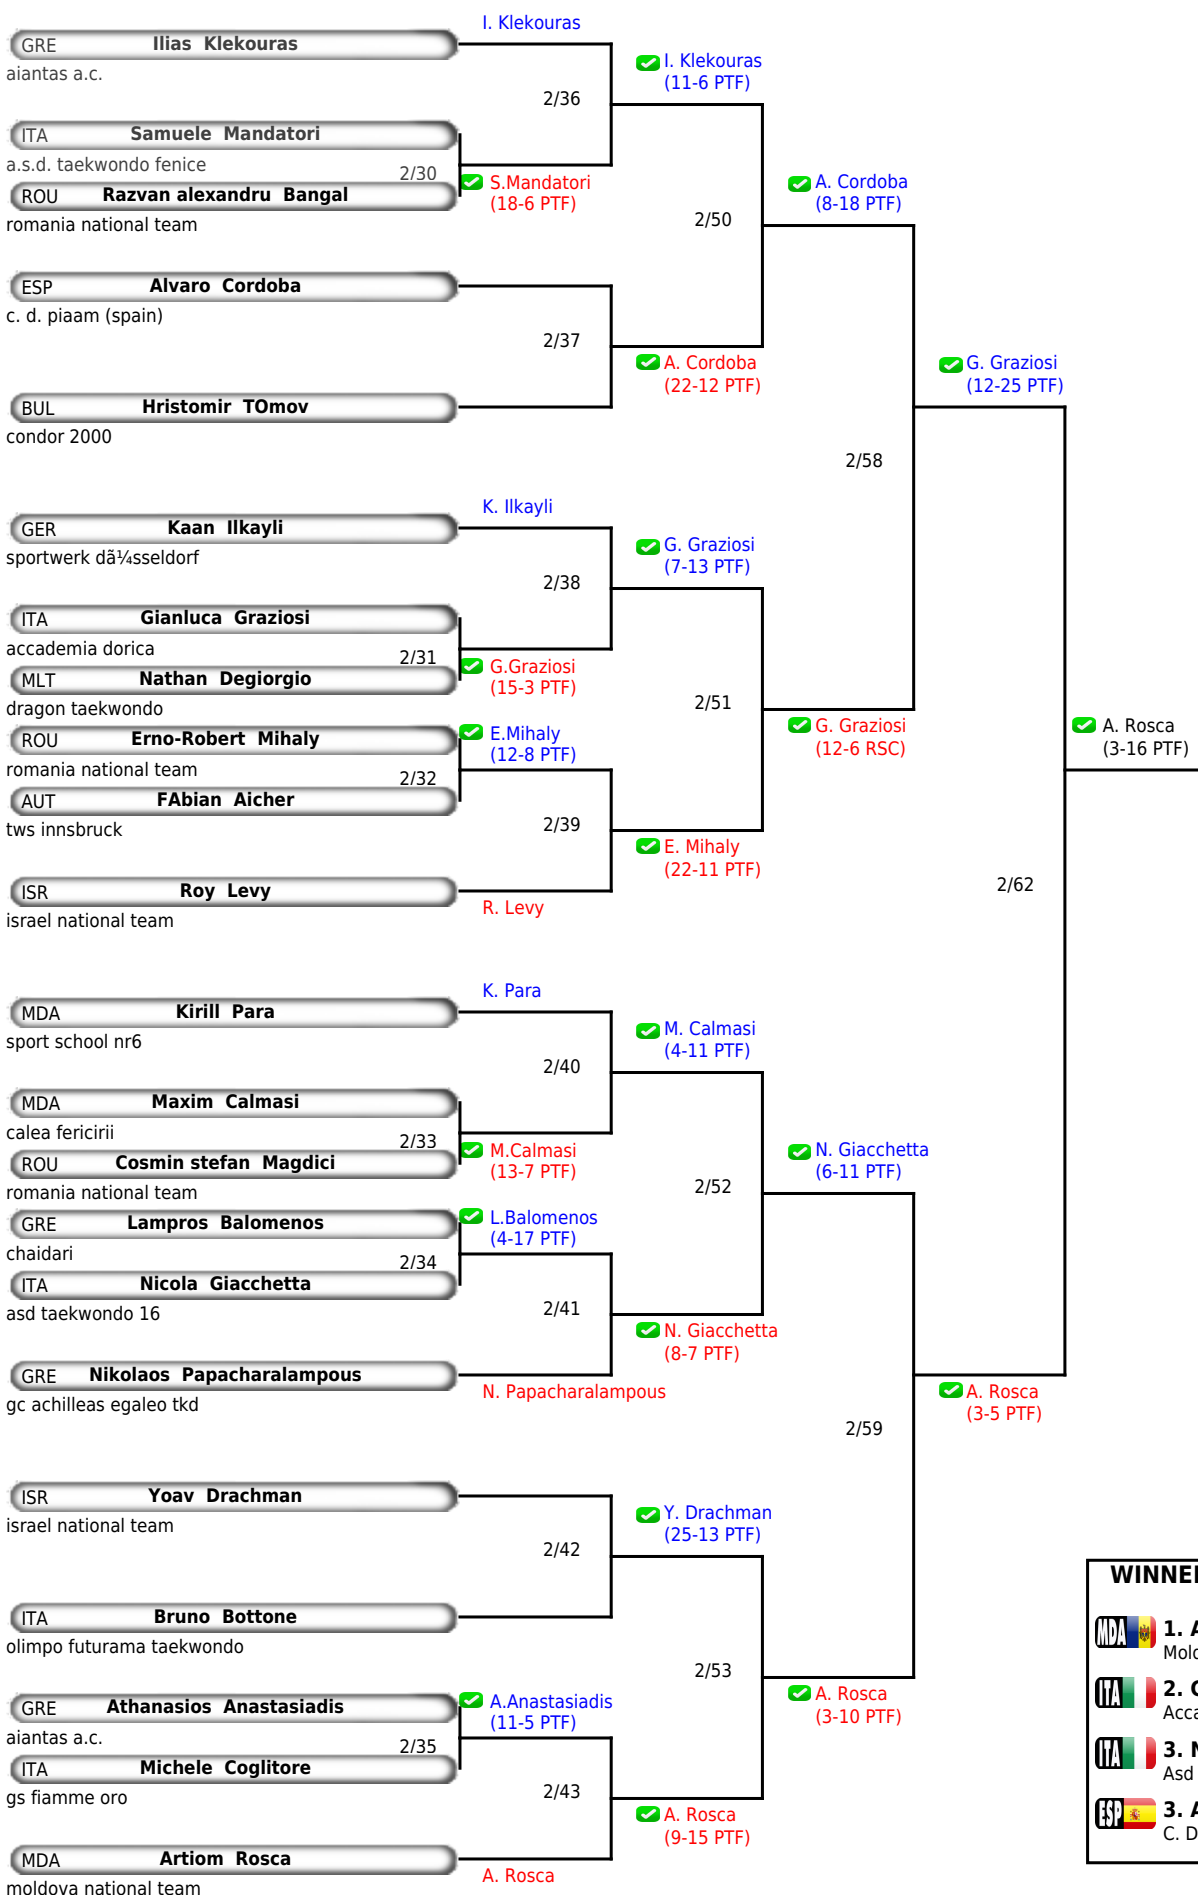 I. Klekouras
GRE Ilias Klekouras
aiantas a.c.
I. Klekouras
(11-6 PTF)
2/36
ITA Samuele Mandatori
a.s.d. taekwondo fenice
2/30
S.Mandatori
(18-6 PTF)
ROU Razvan alexandru Bangal
romania national team
A. Cordoba
(8-18 PTF)
2/50
ESP Alvaro Cordoba
c. d. piaam (spain)
2/37
A. Cordoba
(22-12 PTF)
G. Graziosi
(12-25 PTF)
BUL Hristomir TOmov
condor 2000
2/58
K. Ilkayli
GER Kaan Ilkayli
sportwerk dã¼sseldorf
G. Graziosi
(7-13 PTF)
2/38
ITA Gianluca Graziosi
accademia dorica
2/31
G.Graziosi
(15-3 PTF)
MLT Nathan Degiorgio
dragon taekwondo
2/51
G. Graziosi
(12-6 RSC)
A. Rosca
(3-16 PTF)
ROU Erno-Robert Mihaly
E.Mihaly
(12-8 PTF)
romania national team
2/32
AUT FAbian Aicher
tws innsbruck
2/39
E. Mihaly
(22-11 PTF)
ISR Roy Levy
israel national team
R. Levy
2/62
K. Para
MDA Kirill Para
sport school nr6
M. Calmasi
(4-11 PTF)
2/40
MDA Maxim Calmasi
calea fericirii
2/33
M.Calmasi
(13-7 PTF)
ROU Cosmin stefan Magdici
romania national team
N. Giacchetta
(6-11 PTF)
2/52
GRE Lampros Balomenos
L.Balomenos
(4-17 PTF)
chaidari
2/34
ITA Nicola Giacchetta
asd taekwondo 16
2/41
N. Giacchetta
(8-7 PTF)
GRE Nikolaos Papacharalampous
gc achilleas egaleo tkd
N. Papacharalampous
A. Rosca
(3-5 PTF)
2/59
ISR Yoav Drachman
israel national team
Y. Drachman
(25-13 PTF)
2/42
ITA Bruno Bottone
olimpo futurama taekwondo
2/53
A. Rosca
(3-10 PTF)
GRE Athanasios Anastasiadis
A.Anastasiadis
(11-5 PTF)
aiantas a.c.
2/35
ITA Michele Coglitore
gs fiamme oro
2/43
A. Rosca
(9-15 PTF)
MDA Artiom Rosca
moldova national team
A. Rosca
MDA 1. A
ITA 2.
Acca
ITA 3. N
Asd
ESP 3. A
C. D